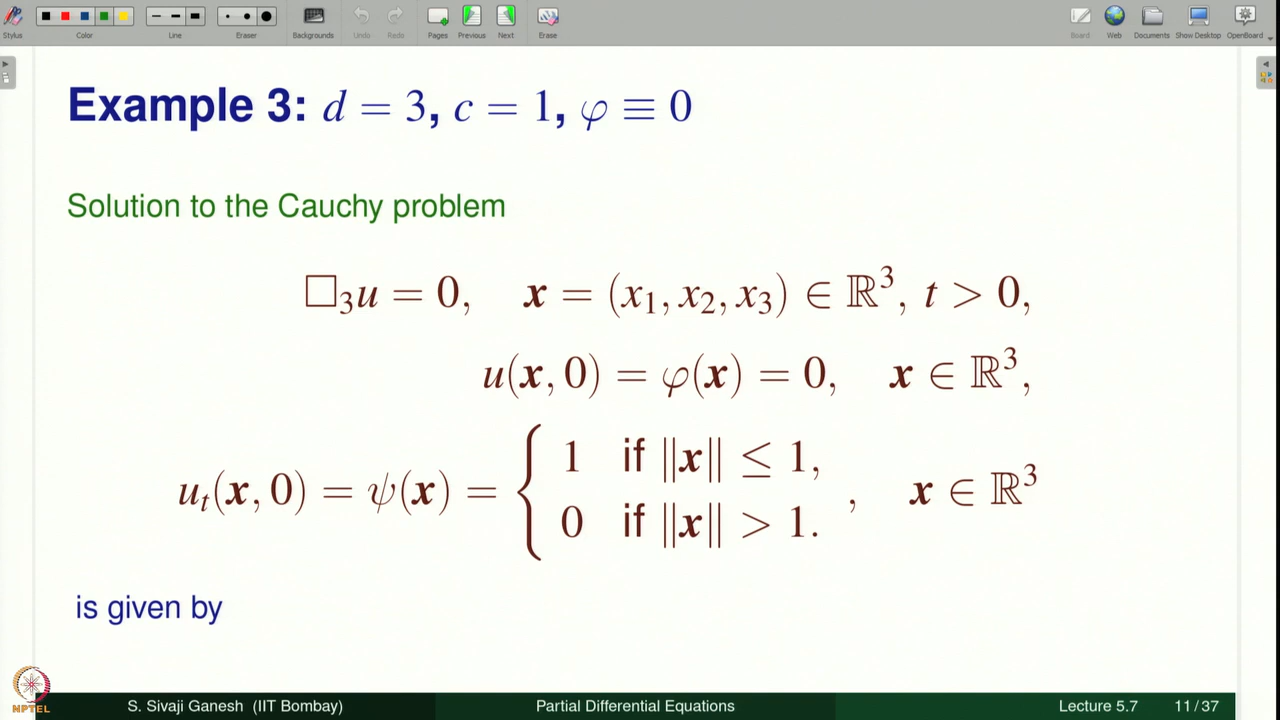 Stylus Color Line Eraser Backgrounds Undo Redo Pages Previous Next Erase Board Web Documents Show Desktop OpenBoard
Example 3: d = 3, c = 1, φ ≡ 0
Solution to the Cauchy problem
□₃u = 0, x = (x₁, x₂, x₃) ∈ ℝ³, t > 0,
u(x, 0) = φ(x) = 0, x ∈ ℝ³,
uₜ(x, 0) = ψ(x) = { 1 if ‖x‖ ≤ 1,
0 if ‖x‖ > 1. , x ∈ ℝ³
is given by
NPTEL
S. Sivaji Ganesh (IIT Bombay) Partial Differential Equations Lecture 5.7 11/37